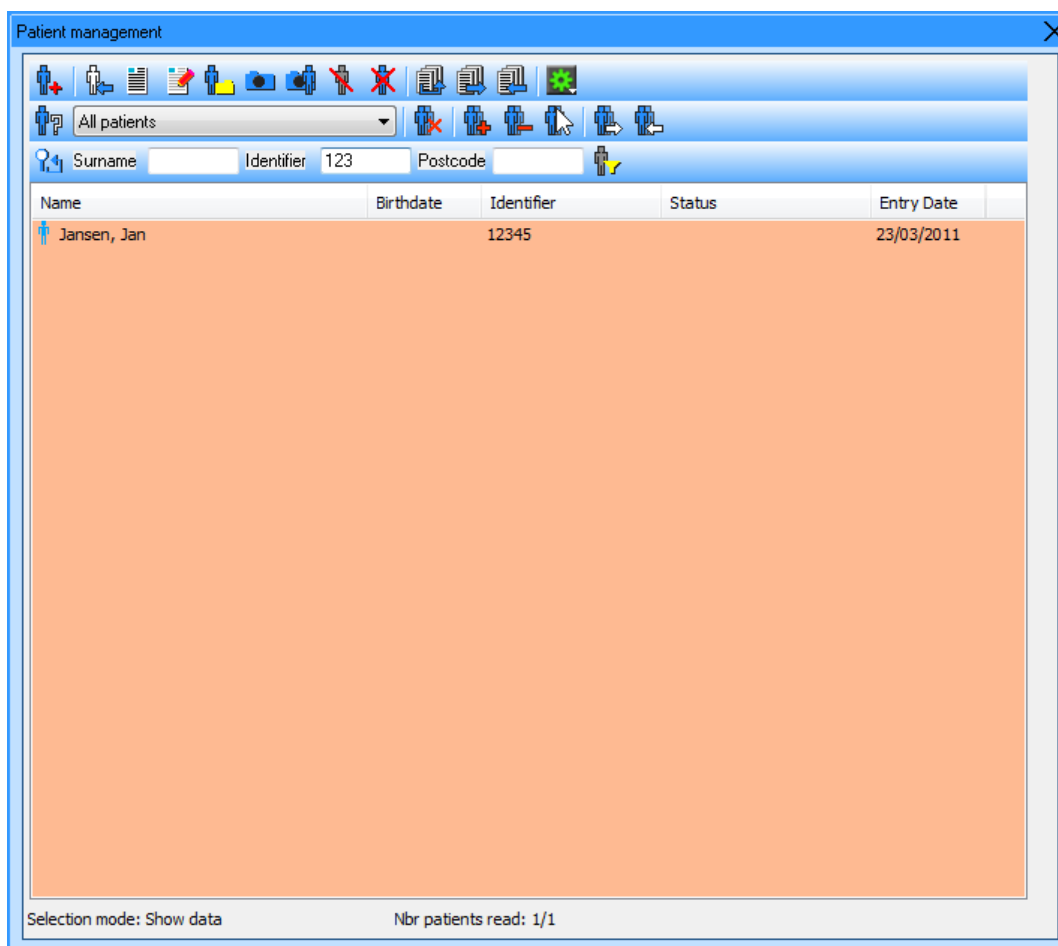 Patient management
All patients
Surname Identifier 123 Postcode
Name Birthdate Identifier Status Entry Date
Jansen, Jan 12345 23/03/2011
Selection mode: Show data Nbr patients read: 1/1